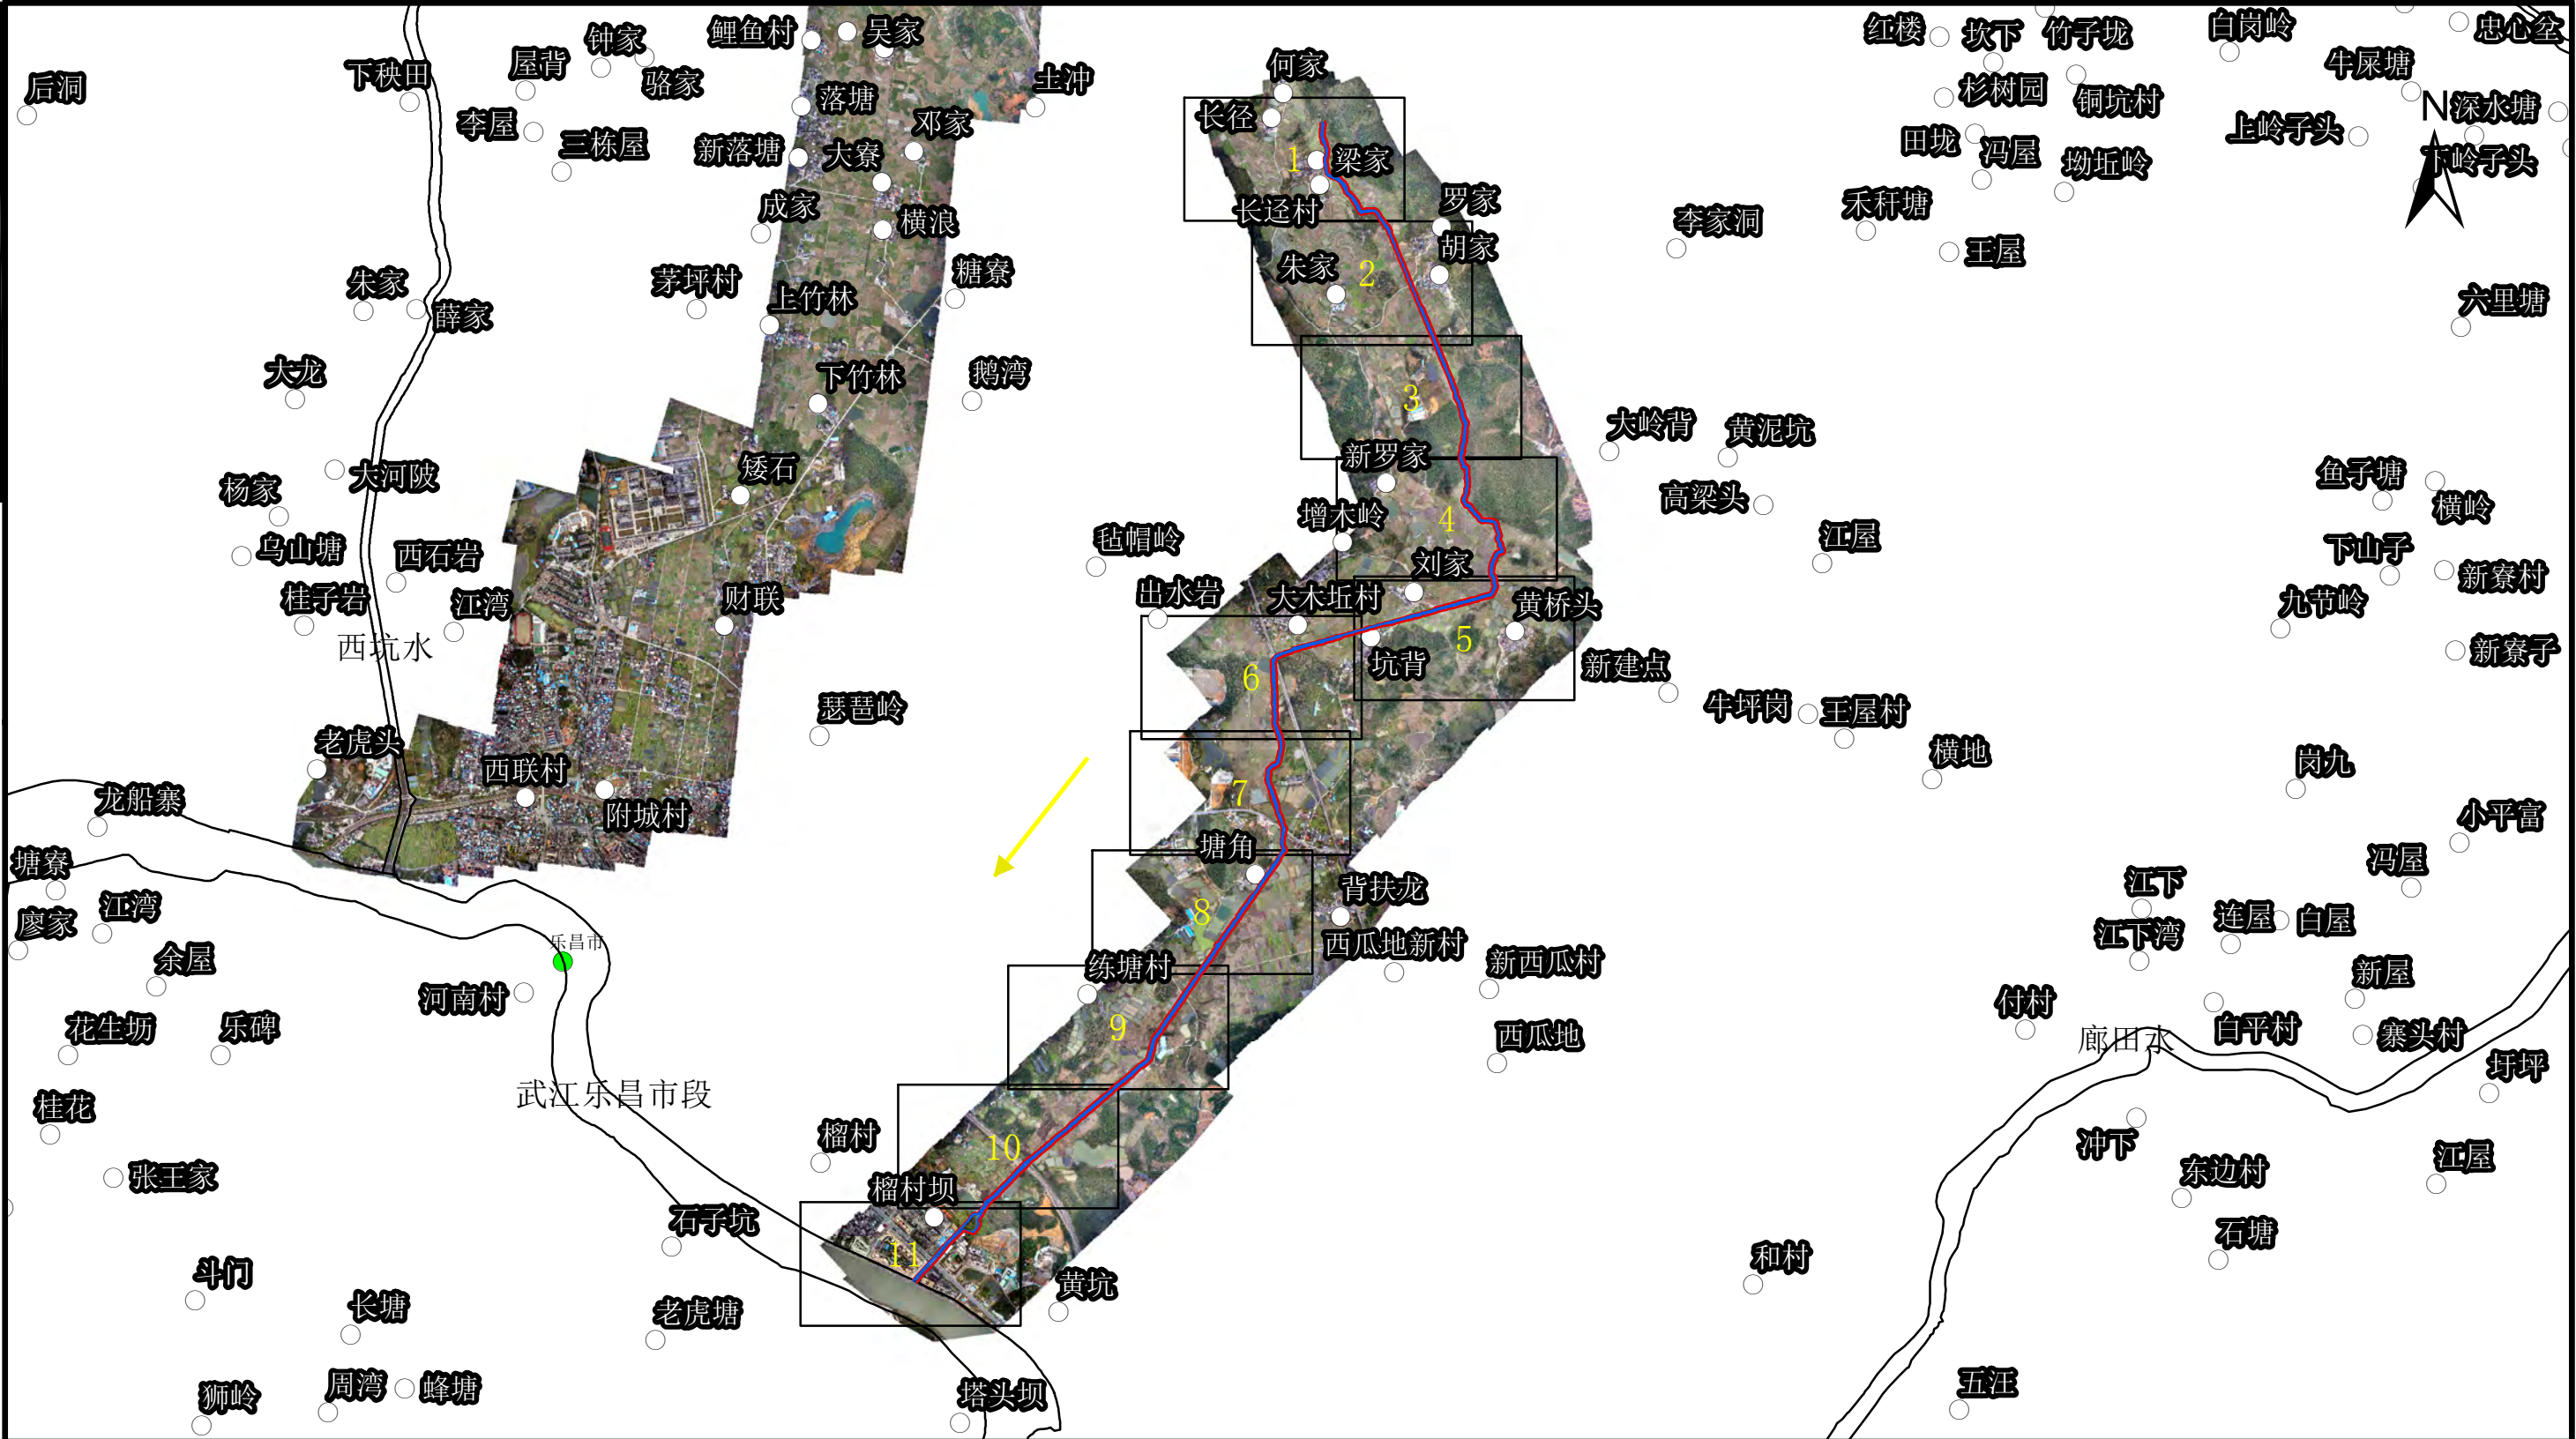 鲤鱼村
吴家
钟家
红楼
坎下
竹子垅
白岗岭
忠心坌
下秧田
屋背
骆家
土冲
何家
牛屎塘
后洞
落塘
杉树园
铜坑村
N
深水塘
李屋
三栋屋
新落塘
大寮
邓家
长径
1
梁家
田垅
冯屋
坳坵岭
上岭子头
下岭子头
成家
横浪
长迳村
罗家
李家洞
禾秆塘
朱家
薛家
茅坪村
上竹林
糖寮
朱家
2
胡家
王屋
六里塘
大龙
下竹林
鹅湾
3
大岭背
黄泥坑
杨家
大河陂
矮石
新罗家
高梁头
鱼子塘
横岭
乌山塘
西石岩
毡帽岭
增木岭
4
江屋
下山子
新寮村
桂子岩
江湾
财联
出水岩
大木坵村
刘家
黄桥头
九节岭
西坑水
6
坑背
5
新建点
新寮子
瑟琶岭
牛坪岗
王屋村
老虎头
西联村
横地
岗九
龙船寨
附城村
7
小平富
塘寮
塘角
冯屋
廖家
江湾
8
背扶龙
江下
连屋
白屋
余屋
乐昌市
练塘村
西瓜地新村
新西瓜村
江下湾
新屋
河南村
花生坜
乐碑
9
西瓜地
付村
廊田水
白平村
寨头村
桂花
武江乐昌市段
圩坪
张王家
榴村
10
冲下
东边村
江屋
石子坑
榴村坝
斗门
11
和村
石塘
长塘
老虎塘
黄坑
狮岭
周湾
蜂塘
塔头坝
五汪